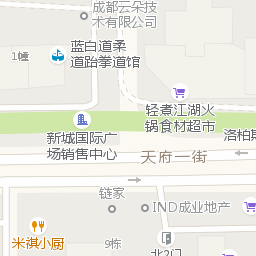 成都云朵技
术有限公司
蓝白道柔
道跆拳道馆
1幢
轻煮江湖火
锅食材超市
新城国际广
场销售中心
洛柏斯
天府一街
链家
IND成业地产
米祺小厨
9栋
北2门